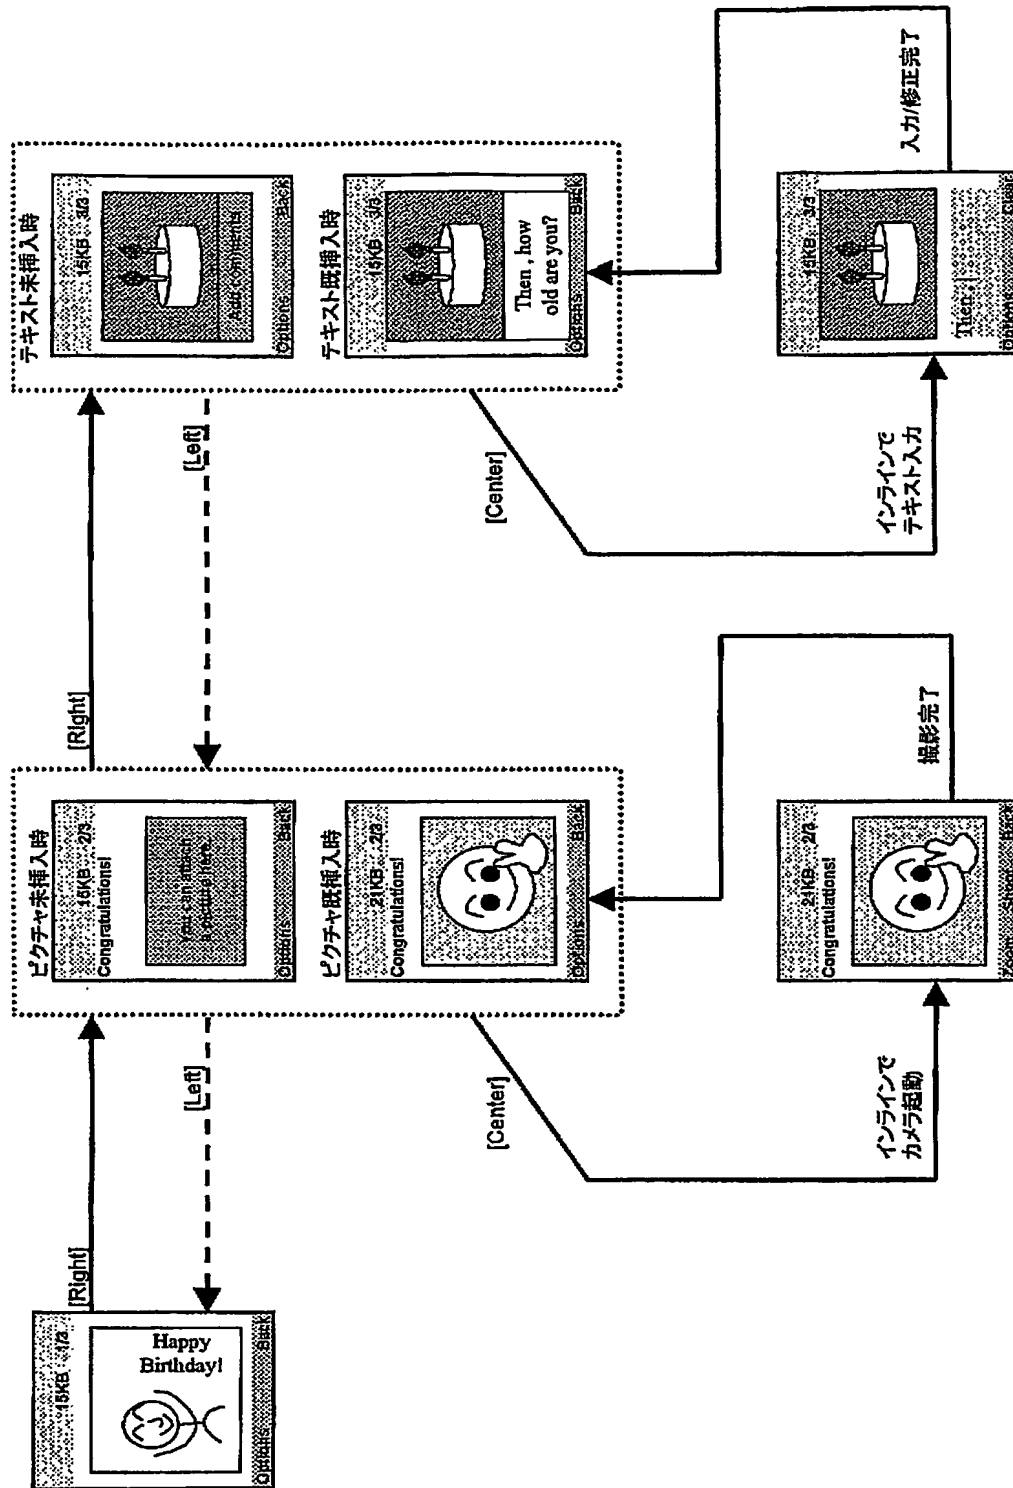 15KB 1/3
Happy
Birthday!
Options Back
[Right]
[Left]
ピクチャ未挿入時
15KB 2/3
Congratulations!
You can attach
a picture here.
Options Back
ピクチャ既挿入時
21KB 2/3
Congratulations!
Options Back
[Center]
インラインで
カメラ起動
21KB 2/3
Congratulations!
Zoom Shoot Back
撮影完了
[Right]
[Left]
テキスト未挿入時
15KB 3/3
Add comments
Options Back
テキスト既挿入時
15KB 3/3
Then , how
old are you?
Options Back
[Center]
インラインで
テキスト入力
15KB 3/3
Then,
Options
入力/修正完了